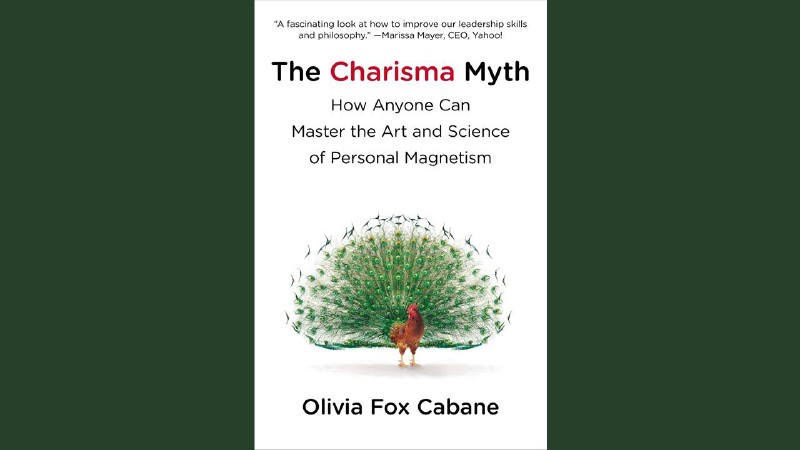 “A fascinating look at how to improve our leadership skills
and philosophy.” —Marissa Mayer, CEO, Yahoo!
The Charisma Myth
How Anyone Can
Master the Art and Science
of Personal Magnetism
Olivia Fox Cabane